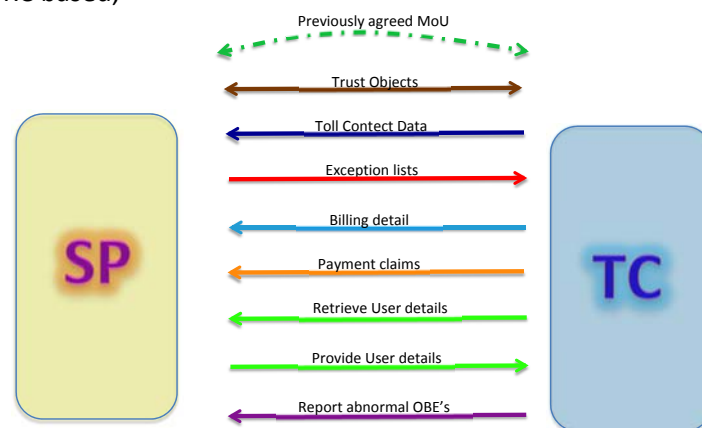 based)
Previously agreed MoU
Trust Objects
Toll Contect Data
Exception lists
Billing detail
Payment claims
Retrieve User details
Provide User details
Report abnormal OBE's
SP
TC